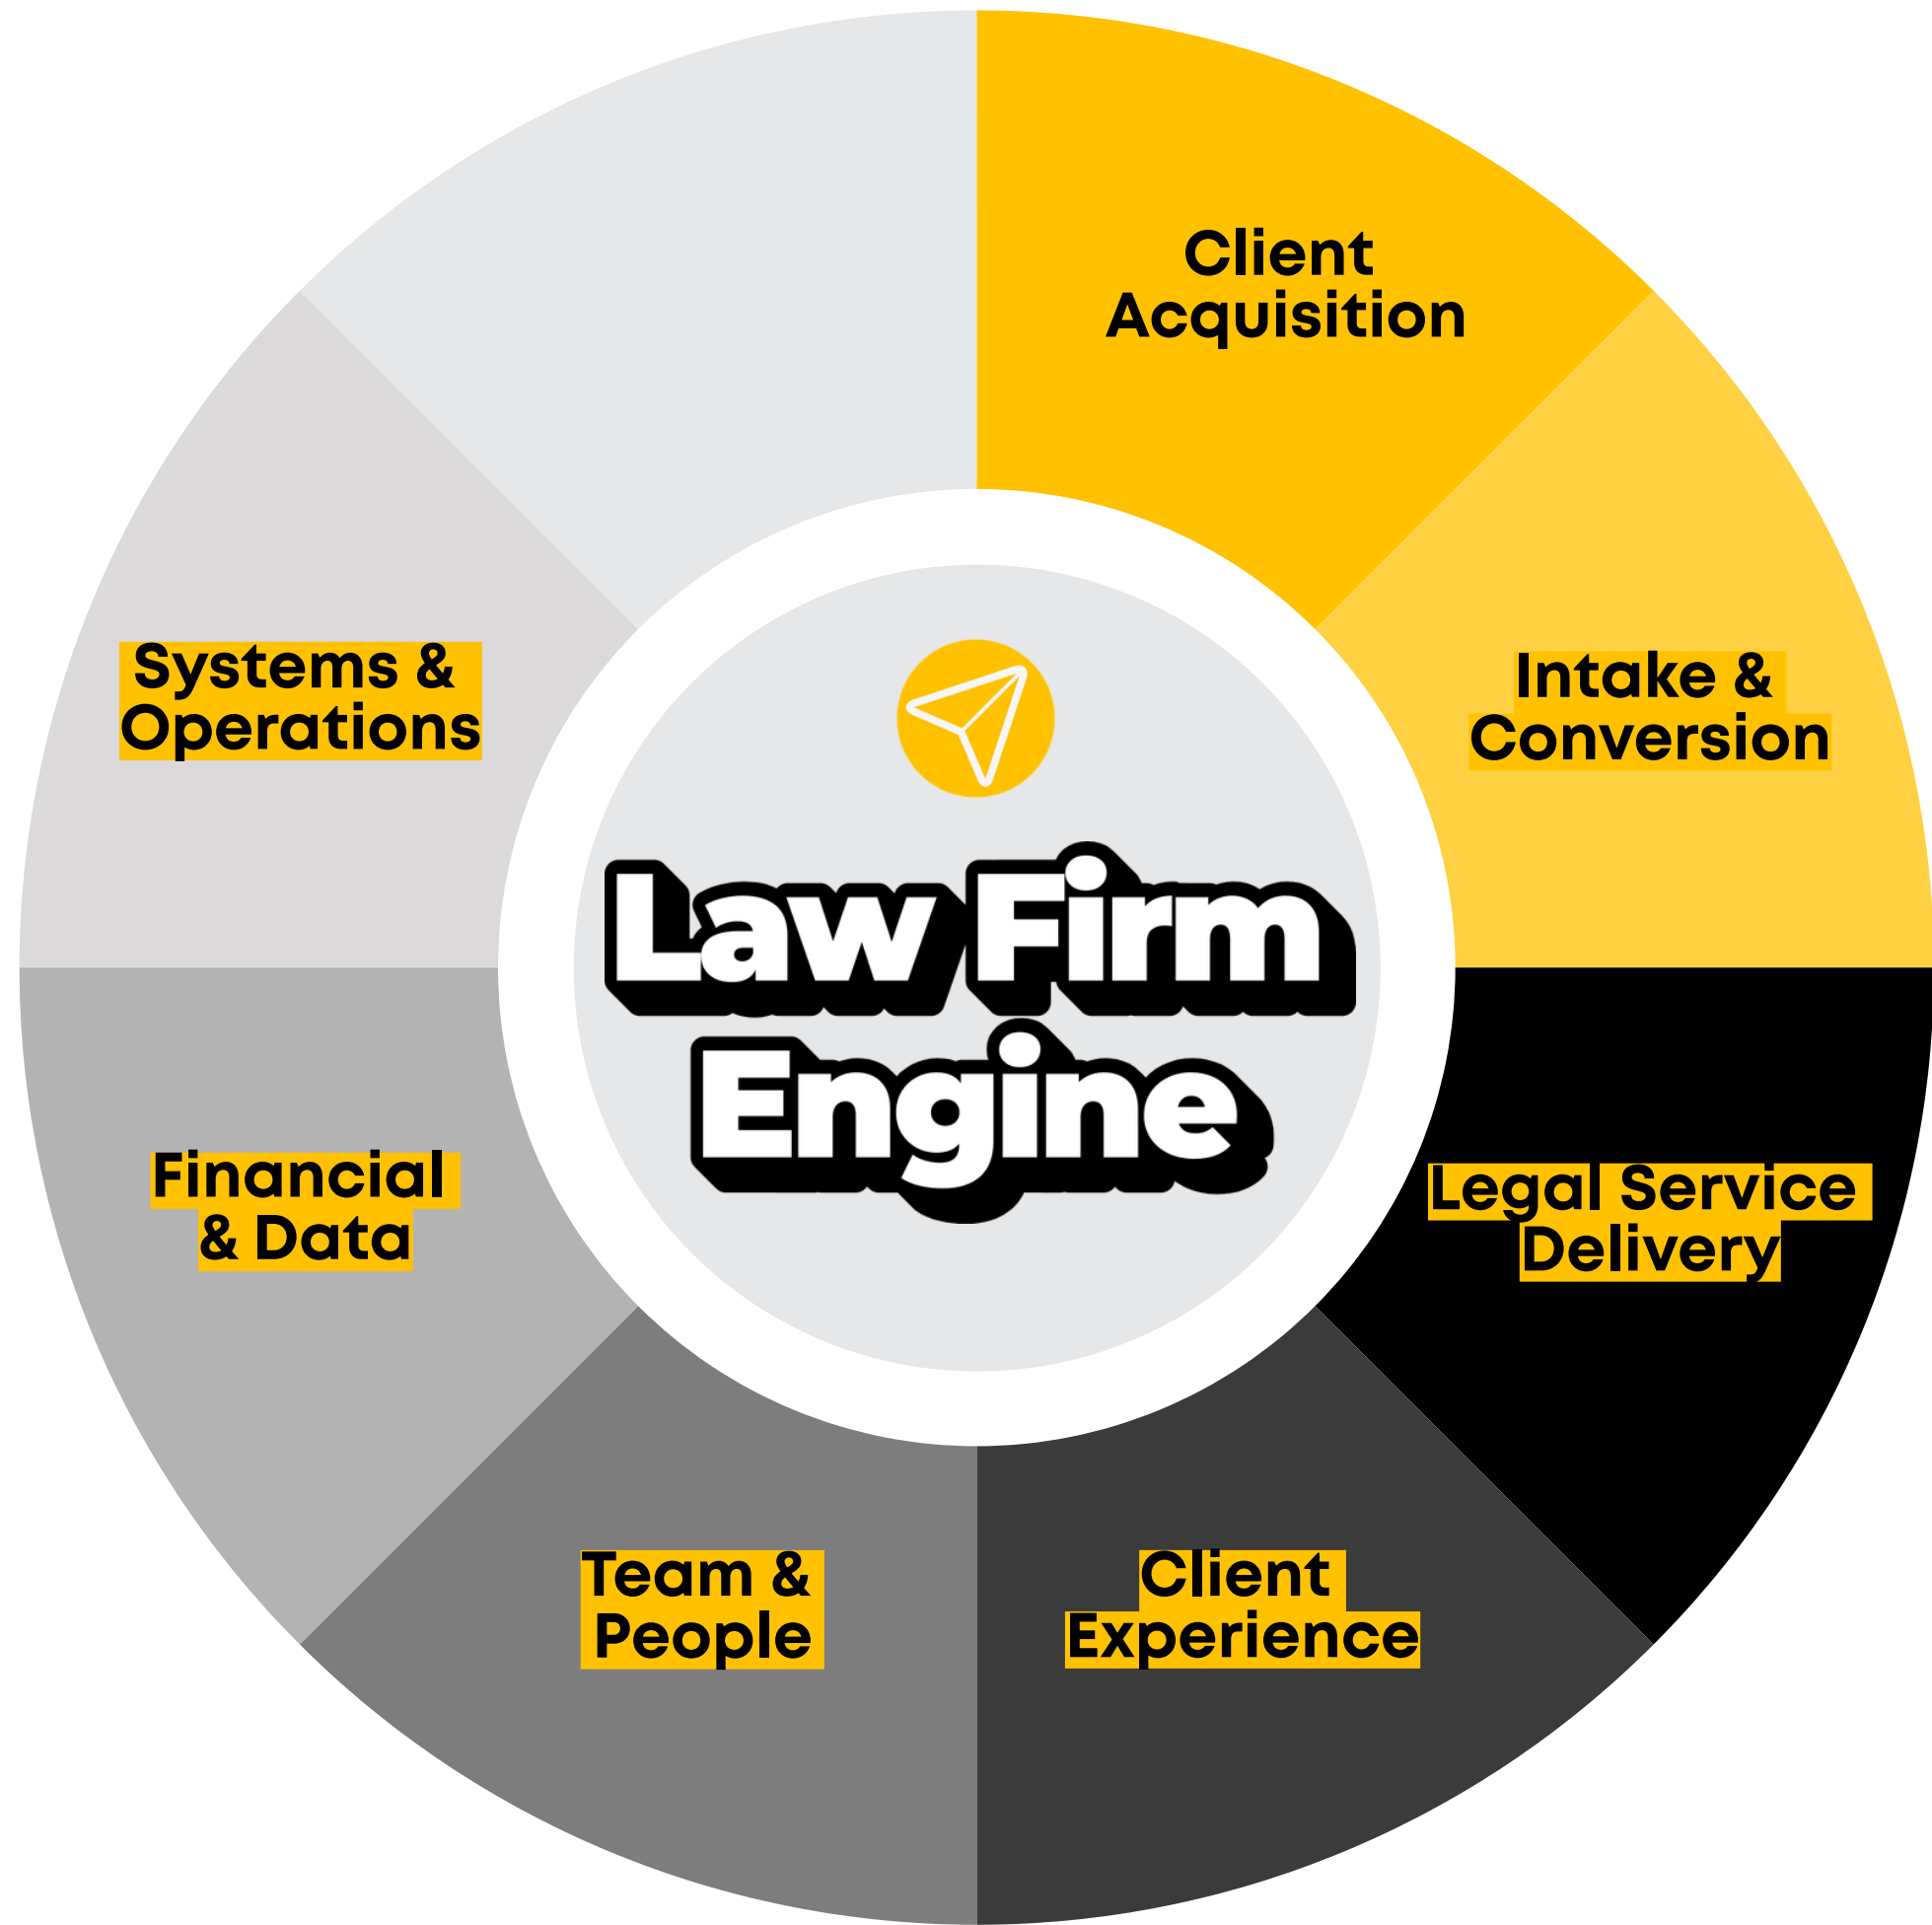 Client
Acquisition
Intake &
Conversion
Legal Service
Delivery
Client
Experience
Team &
People
Financial
& Data
Systems &
Operations
Law Firm
Engine